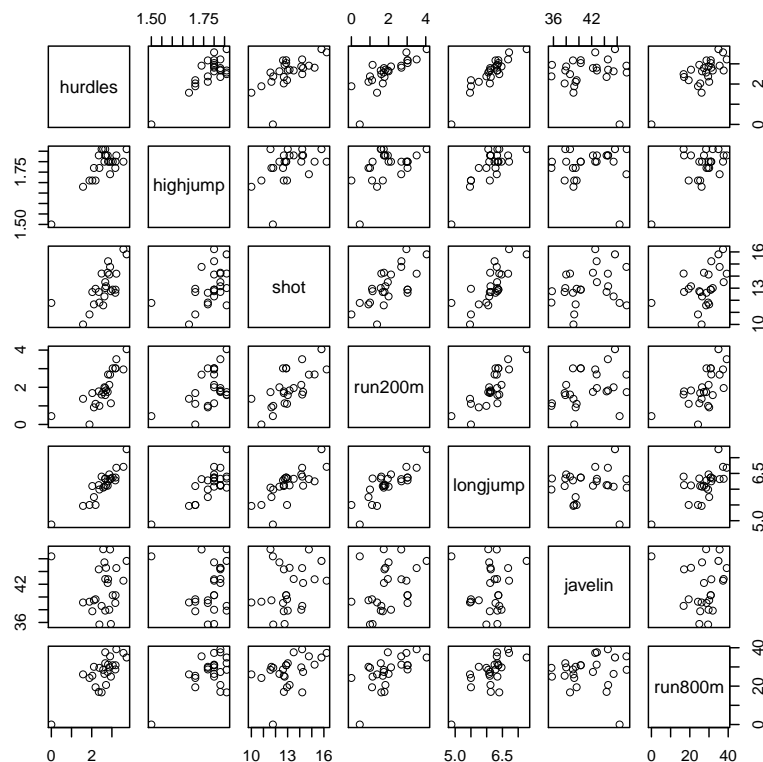 1.50 1.75 0 1 2 3 4 36 42
hurdles 0 2
1.50 1.75 highjump
shot 10 13 16
0 2 4 run200m
longjump 5.0 6.5
36 42 javelin
run800m 0 20 40
0 2 10 13 16 5.0 6.5 0 20 40